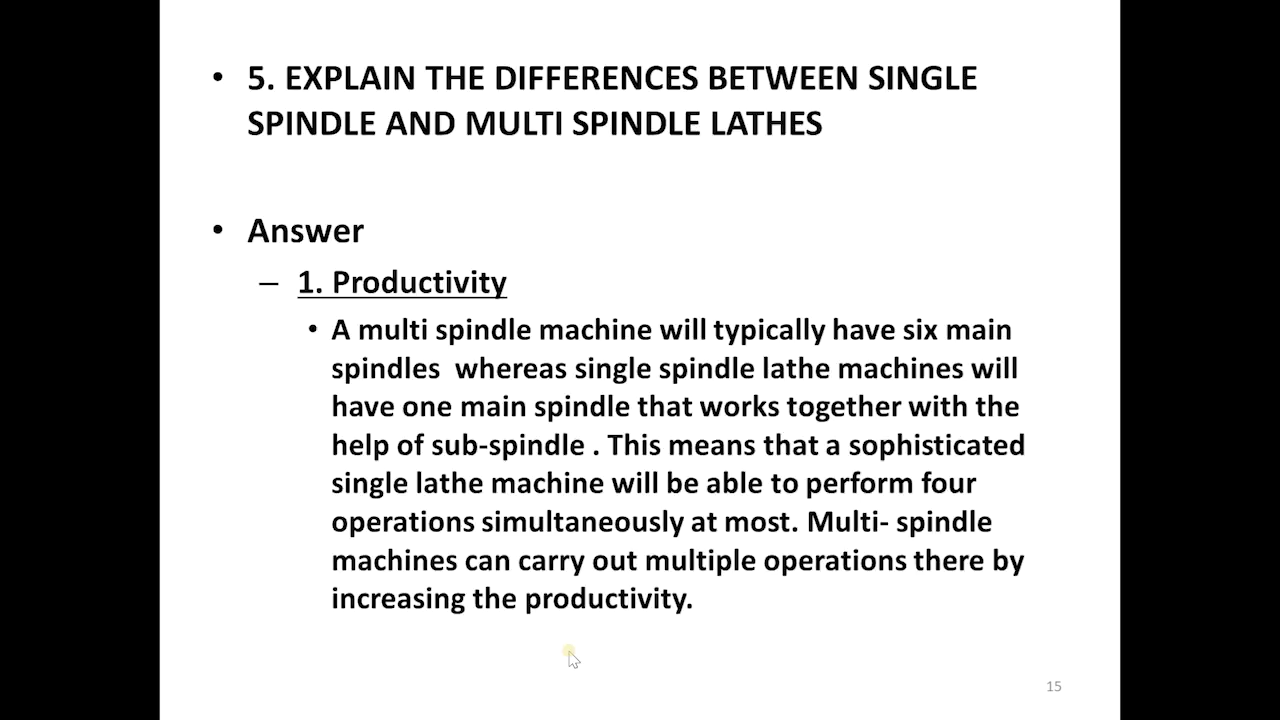 • 5. EXPLAIN THE DIFFERENCES BETWEEN SINGLE
SPINDLE AND MULTI SPINDLE LATHES
• Answer
– 1. Productivity
• A multi spindle machine will typically have six main
spindles  whereas single spindle lathe machines will
have one main spindle that works together with the
help of sub-spindle . This means that a sophisticated
single lathe machine will be able to perform four
operations simultaneously at most. Multi- spindle
machines can carry out multiple operations there by
increasing the productivity.
15